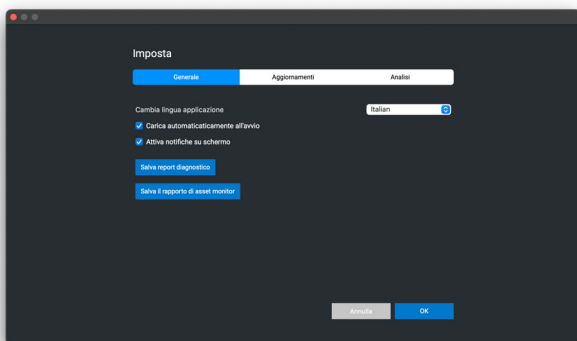 Imposta
Generale Aggiornamenti Analisi
Cambia lingua applicazione Italian
Carica automaticaticamente all'avvio
Attiva notifiche su schermo
Salva report diagnostico
Salva il rapporto di asset monitor
Annulla OK